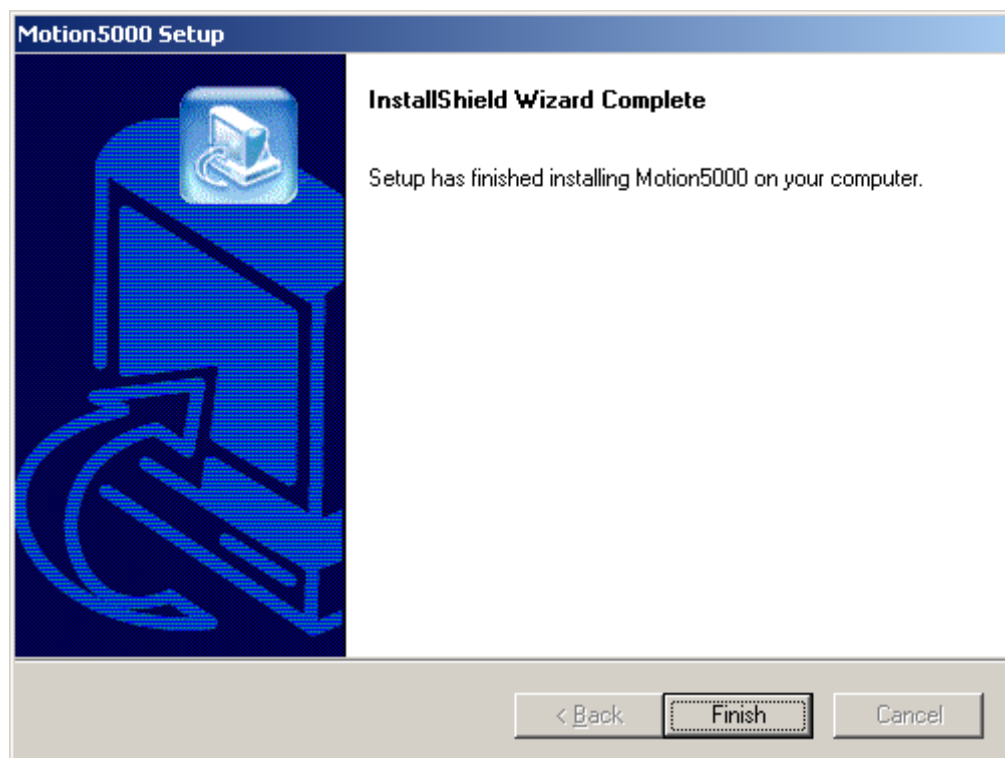 Motion5000 Setup
InstallShield Wizard Complete
Setup has finished installing Motion5000 on your computer.
< Back
Finish
Cancel